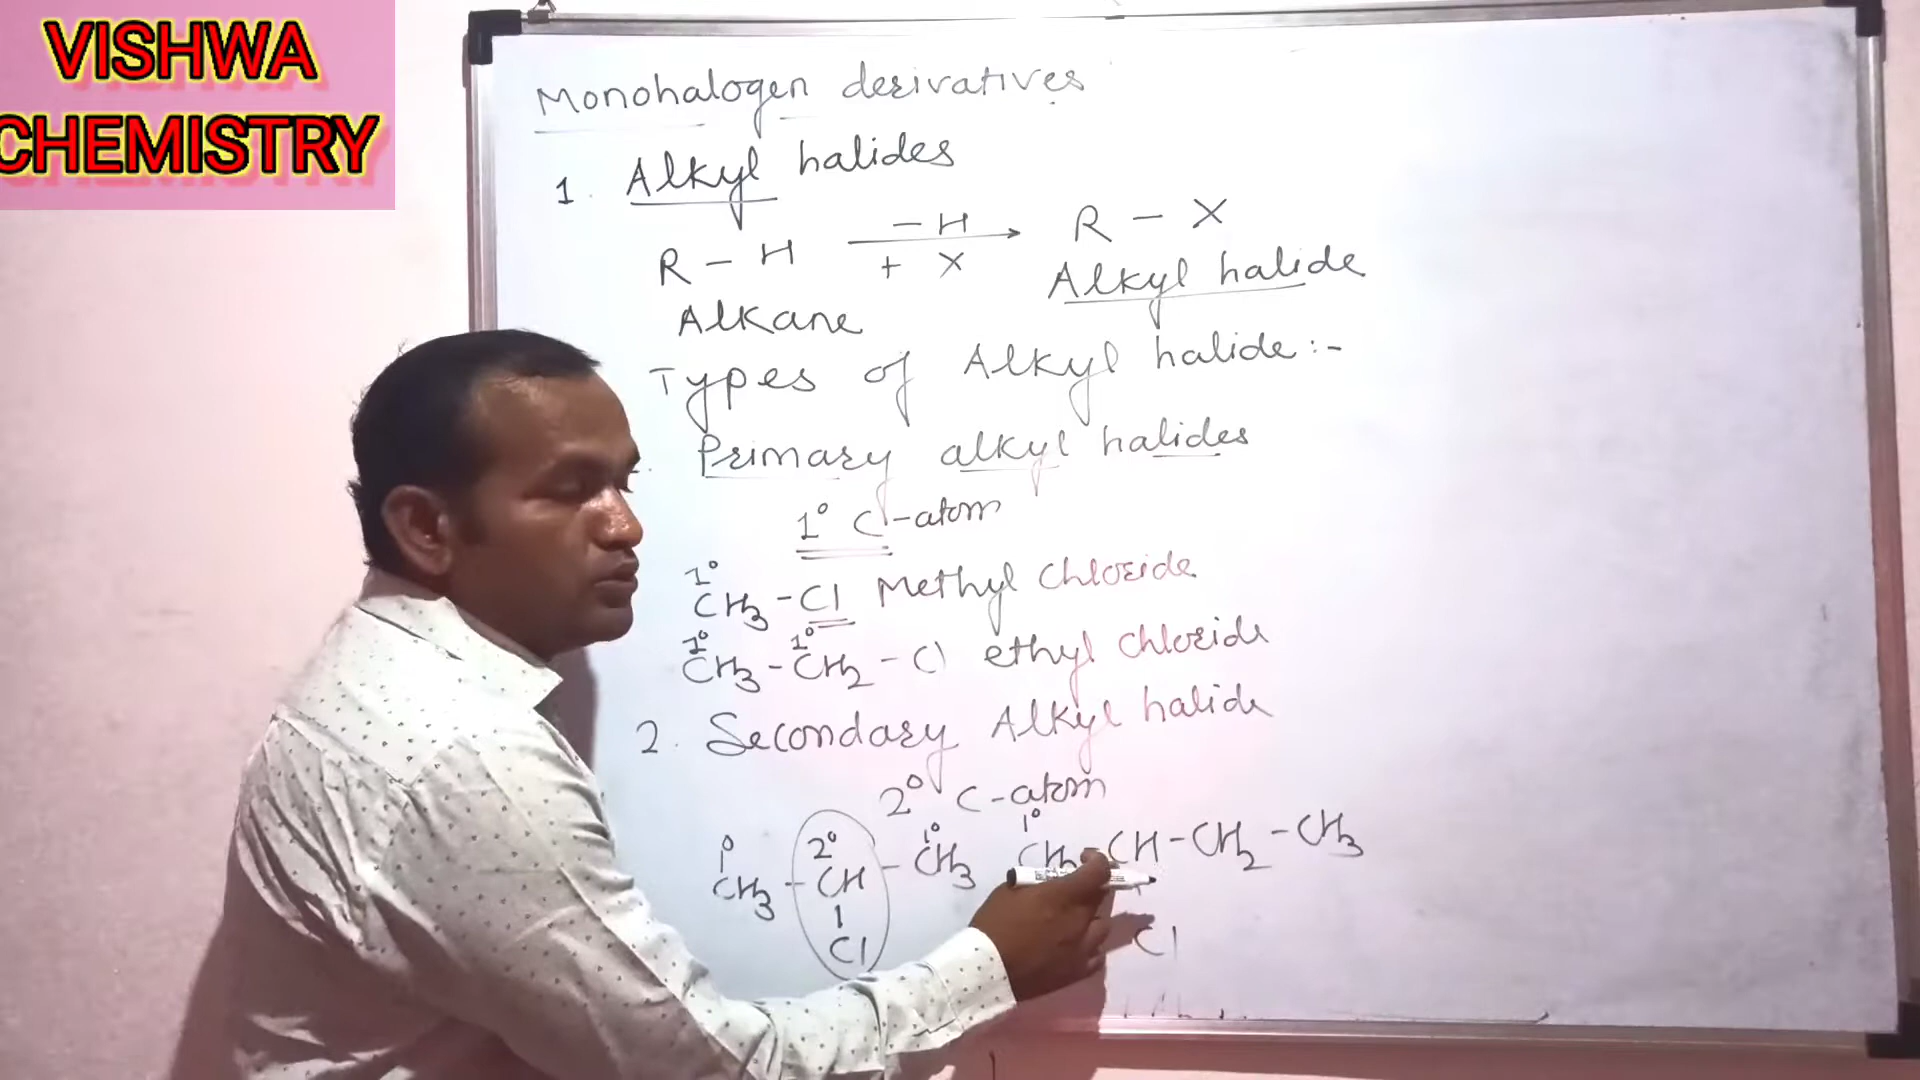 VISHWA
CHEMISTRY
Monohalogen derivatives
1. Alkyl halides
R - H - H + X → R - X
Alkane Alkyl halide
Types of Alkyl halide:-
Primary alkyl halides
1° C-atom
1°
CH3 - Cl Methyl chloride
1° 1°
CH3 - CH2 - Cl ethyl chloride
2. Secondary Alkyl halide
2° C-atom
1° 2° 1° 1°
CH3 - CH - CH3 CH3 - CH - CH2 - CH3
Cl Cl